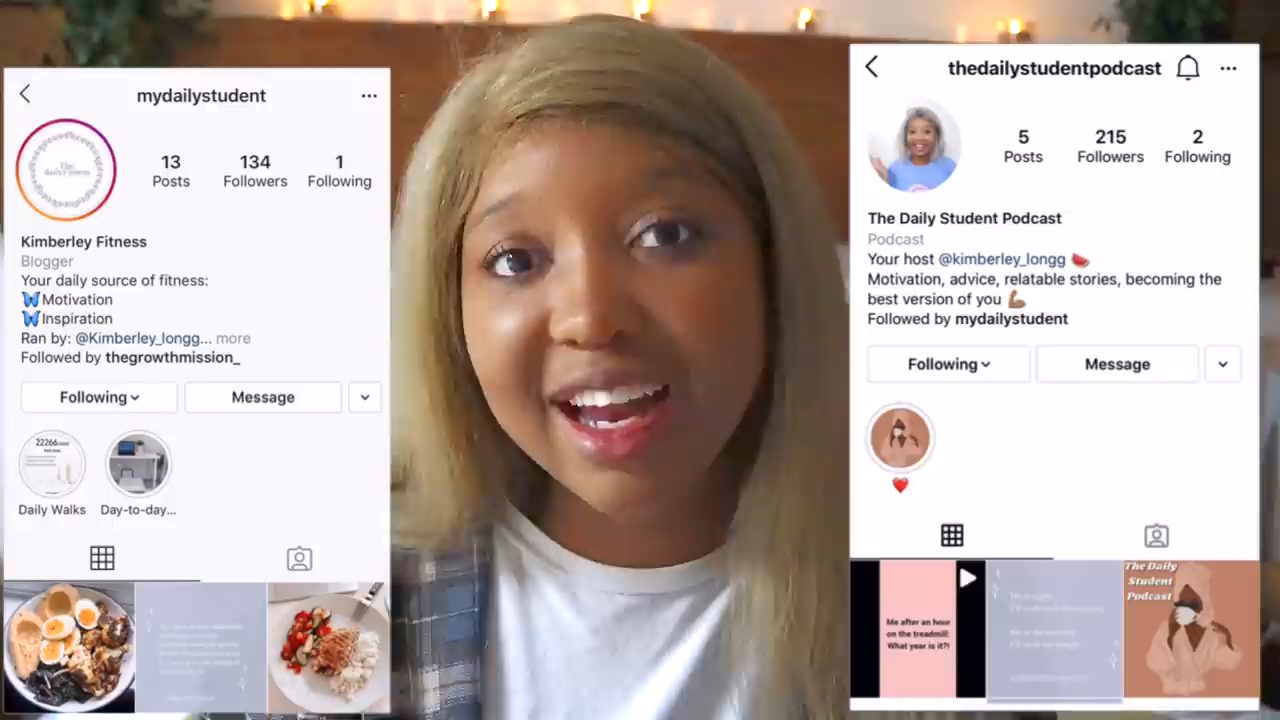 mydailystudent
13
134
1
Posts
Followers
Following
Kimberley Fitness
Blogger
Your daily source of fitness:
🦋Motivation
🦋Inspiration
Ran by: @Kimberley_longg... more
Followed by thegrowthmission_
Following
Message
22266
Daily Walks
Day-to-day...
thedailystudentpodcast
5
215
2
Posts
Followers
Following
The Daily Student Podcast
Podcast
Your host @kimberley_longg 🍉
Motivation, advice, relatable stories, becoming the
best version of you 💪🏽
Followed by mydailystudent
Following
Message
❤️
Me after an hour
on the treadmill:
What year is it?!
The Daily
Student
Podcast